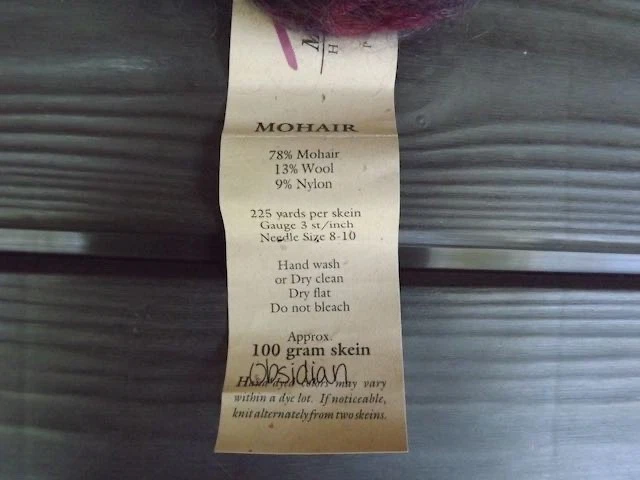 MOHAIR
78% Mohair
13% Wool
9% Nylon
225 yards per skein
Gauge 3 st/inch
Needle Size 8-10
Hand wash
or Dry clean
Dry flat
Do not bleach
Approx.
100 gram skein
Obsidian
Hand dyed colors may vary
within a dye lot. If noticeable,
knit alternately from two skeins.